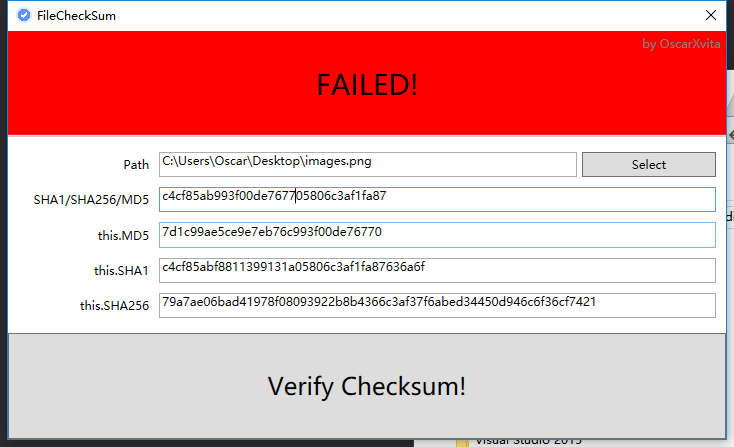 FileCheckSum
by OscarXvita
FAILED!
Path C:\Users\Oscar\Desktop\images.png Select
SHA1/SHA256/MD5 c4cf85ab993f00de767705806c3af1fa87
this.MD5 7d1c99ae5ce9e7eb76c993f00de76770
this.SHA1 c4cf85abf8811399131a05806c3af1fa87636a6f
this.SHA256 79a7ae06bad41978f08093922b8b4366c3af37f6abed34450d946c6f36cf7421
Verify Checksum!
Visual Studio 2015